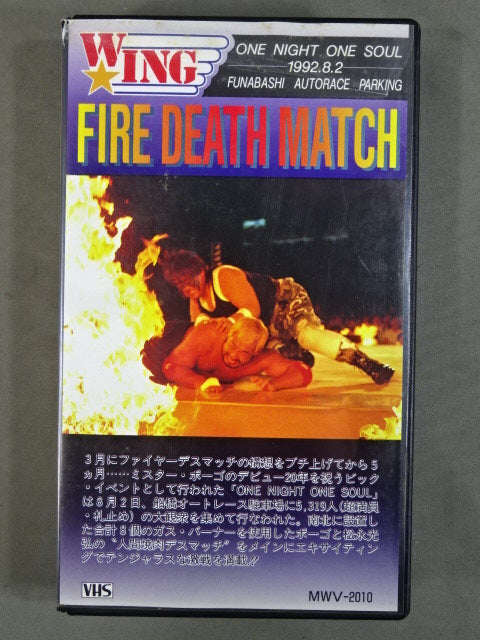 WING
ONE NIGHT ONE SOUL
1992.8.2
FUNABASHI AUTORACE PARKING
FIRE DEATH MATCH
3月にファイヤーデスマッチの構想をブチ上げてから5
ヵ月……ミスター・ポーゴのデビュー20年を祝うビック
・イベントとして行われた「ONE NIGHT ONE SOUL」
は8月2日、船橋オートレース駐車場に5,319人(超満員
・札止め)の大観衆を集めて行なわれた。南北に設置し
た合計8個のガス・バーナーを使用したポーゴと松永光
弘の“人間焼肉デスマッチ”をメインにエキサイティン
グでデンジャラスな激戦を満載!!
VHS
MWV-2010